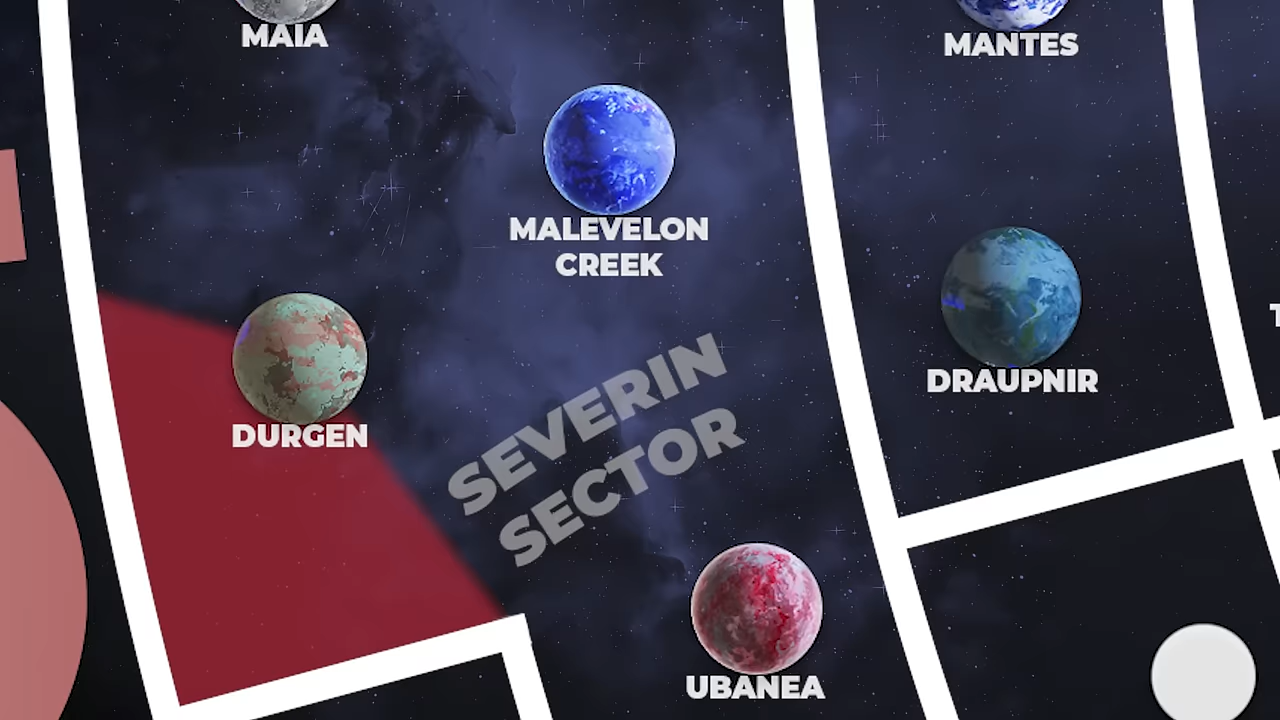 MAIA
MANTES
MALEVELON
CREEK
DRAUPNIR
DURGEN
SEVERIN
SECTOR
UBANEA